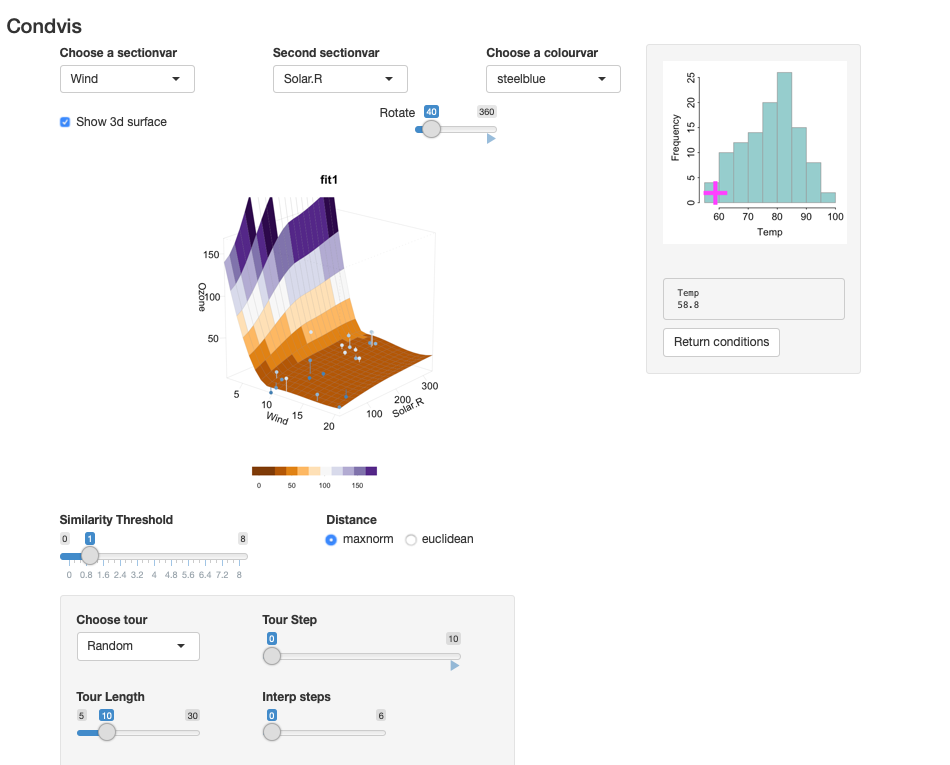 Condvis
Choose a sectionvar
Second sectionvar
Choose a colourvar
Wind
Solar.R
steelblue
Show 3d surface
Rotate
40
360
fit1
150
100
50
Ozone
5
10
15
20
Wind
100
200
300
Solar.R
0
50
100
150
Frequency
0
5
10
15
20
25
60
70
80
90
100
Temp
Temp
58.8
Return conditions
Similarity Threshold
0
1
8
0 0.8 1.6 2.4 3.2 4 4.8 5.6 6.4 7.2 8
Distance
maxnorm
euclidean
Choose tour
Random
Tour Step
0
10
Tour Length
5
10
30
Interp steps
0
6